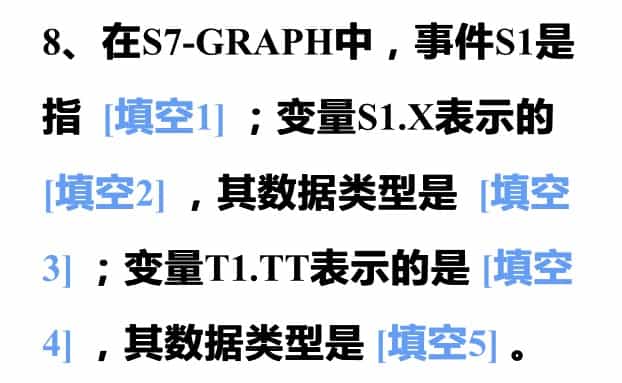 8、在S7-GRAPH中，事件S1是
指 [填空1] ；变量S1.X表示的
[填空2] ，其数据类型是 [填空
3] ；变量T1.TT表示的是 [填空
4] ，其数据类型是 [填空5] 。